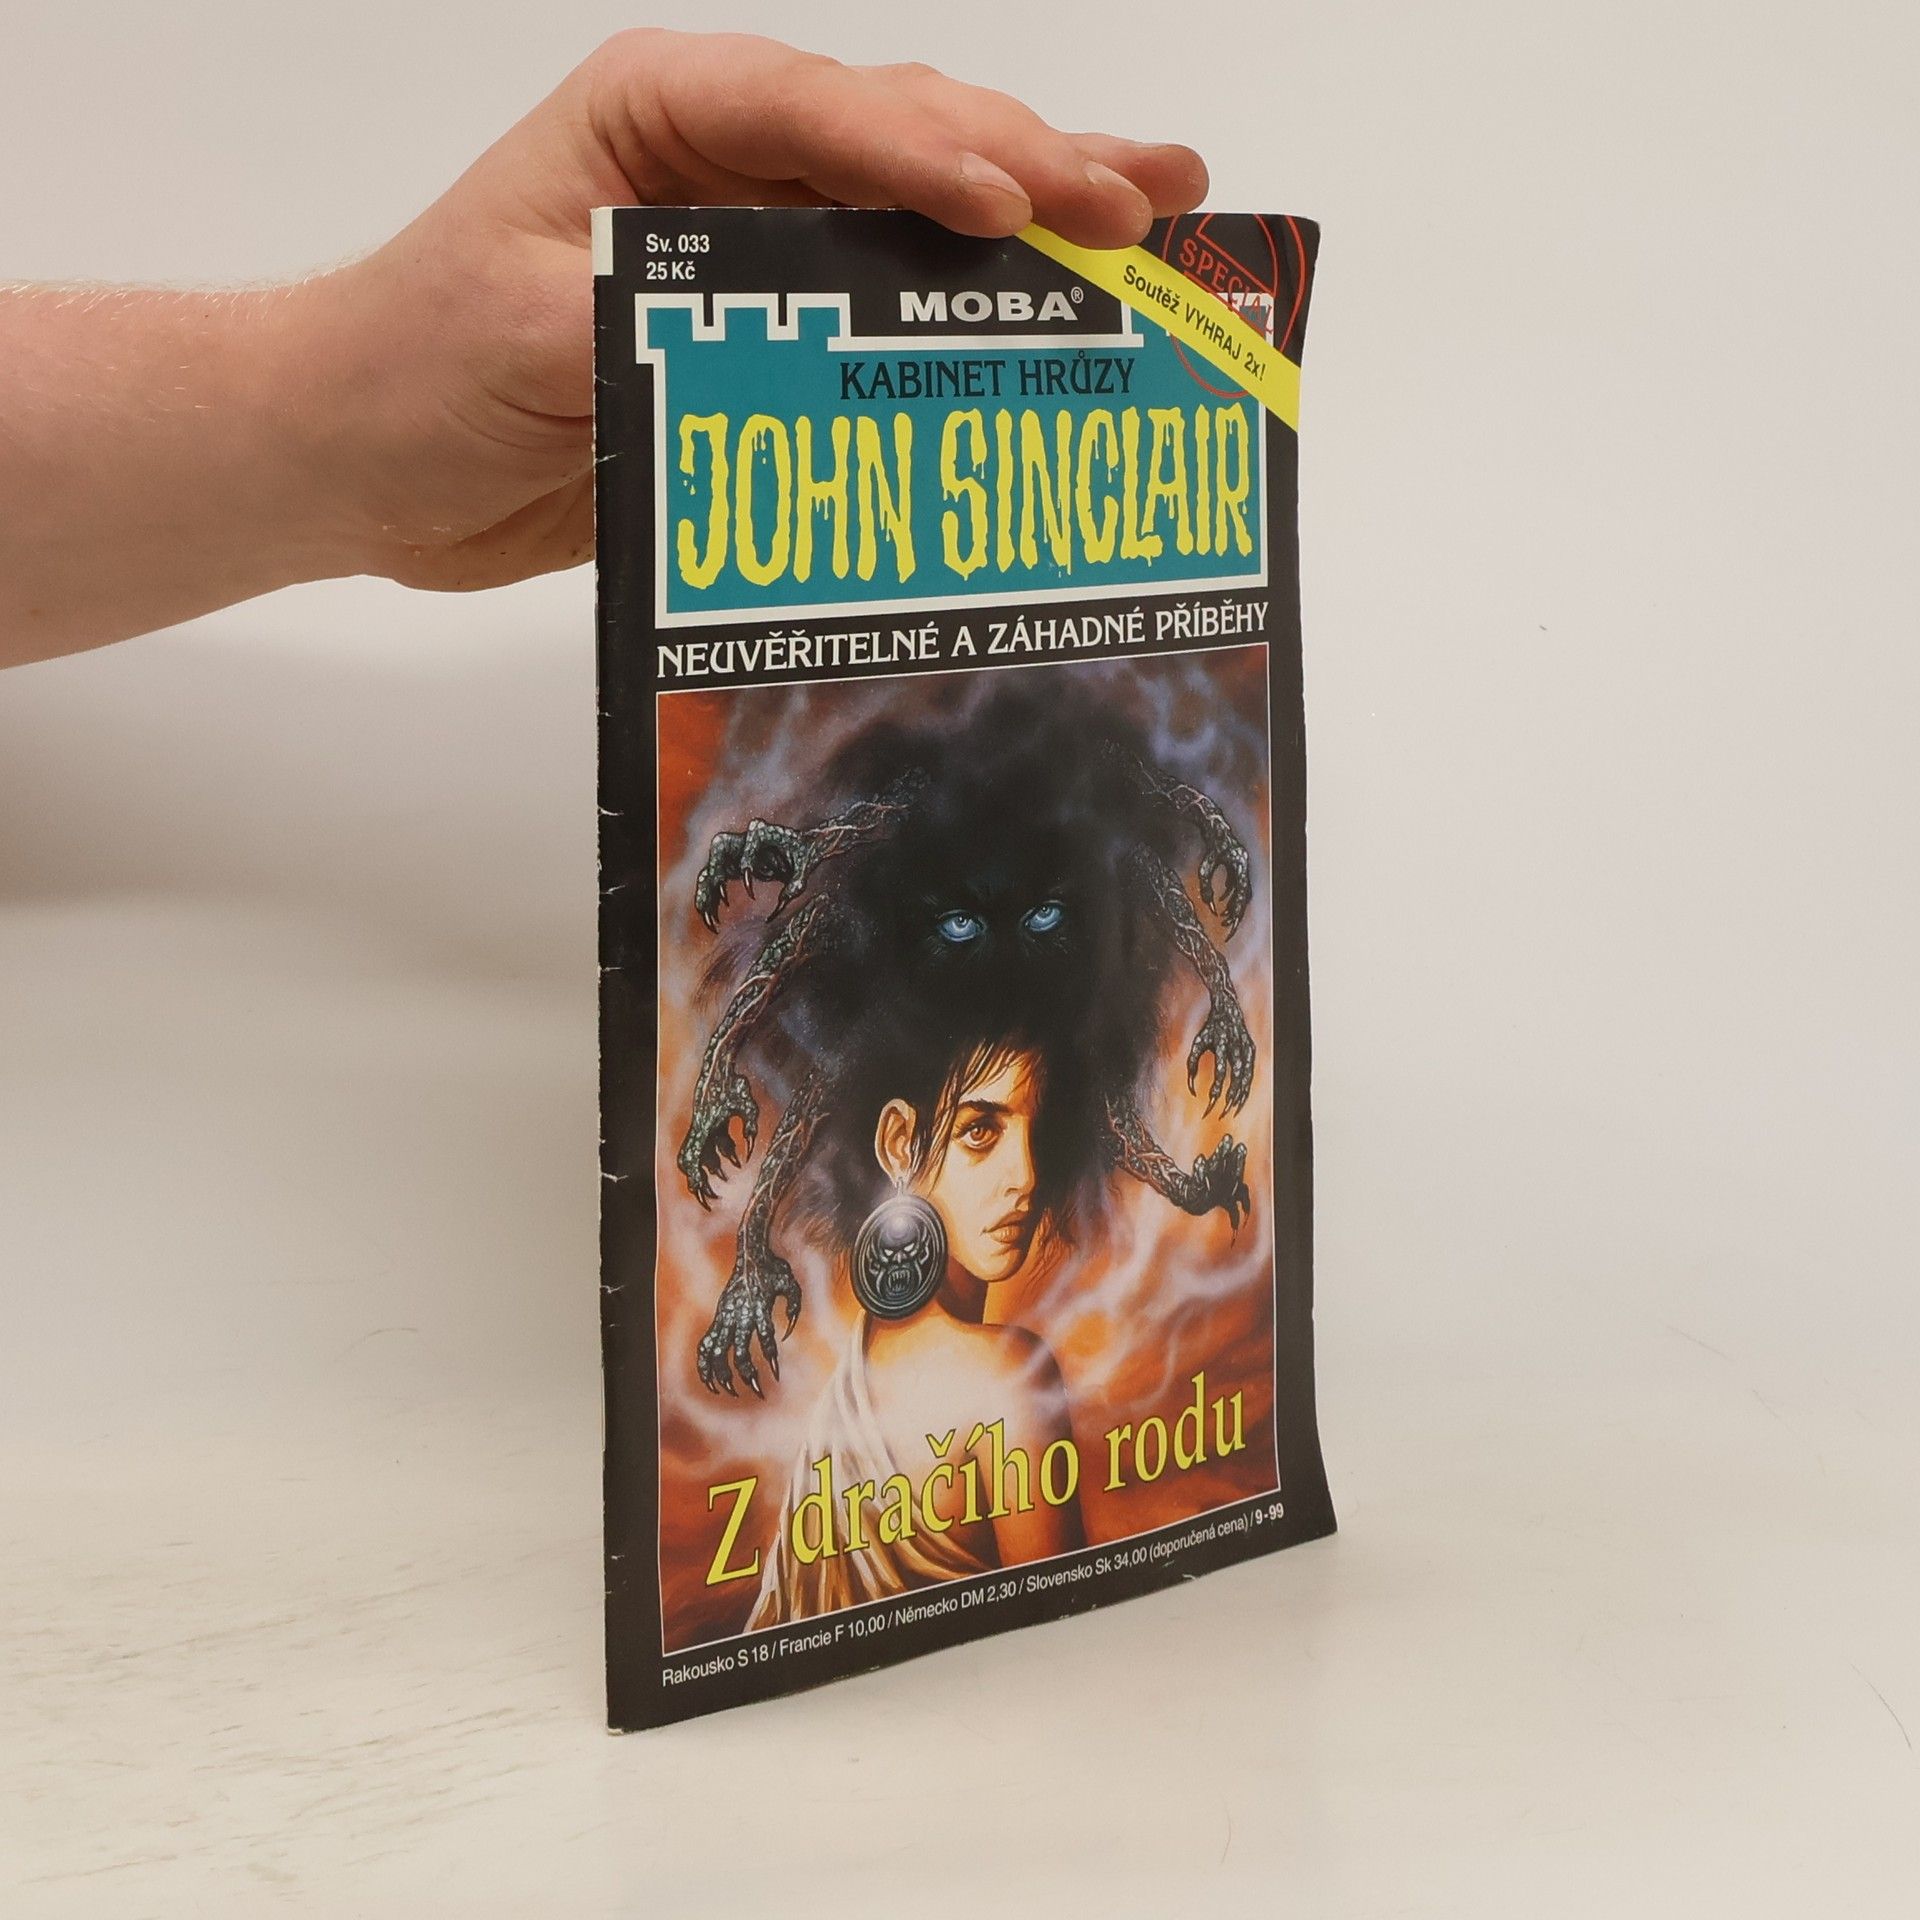 Sv. 033
25 Kč
MOBA®
SPECIAL
Soutěž VYHRAJ 2x!
KABINET HRŮZY
JOHN SINCLAIR
NEUVĚŘITELNÉ A ZÁHADNÉ PŘÍBĚHY
Z dračího rodu
Rakousko S 18 / Francie F 10,00 / Německo DM 2,30 / Slovensko Sk 34,00 (doporučená cena) / 9 - 99